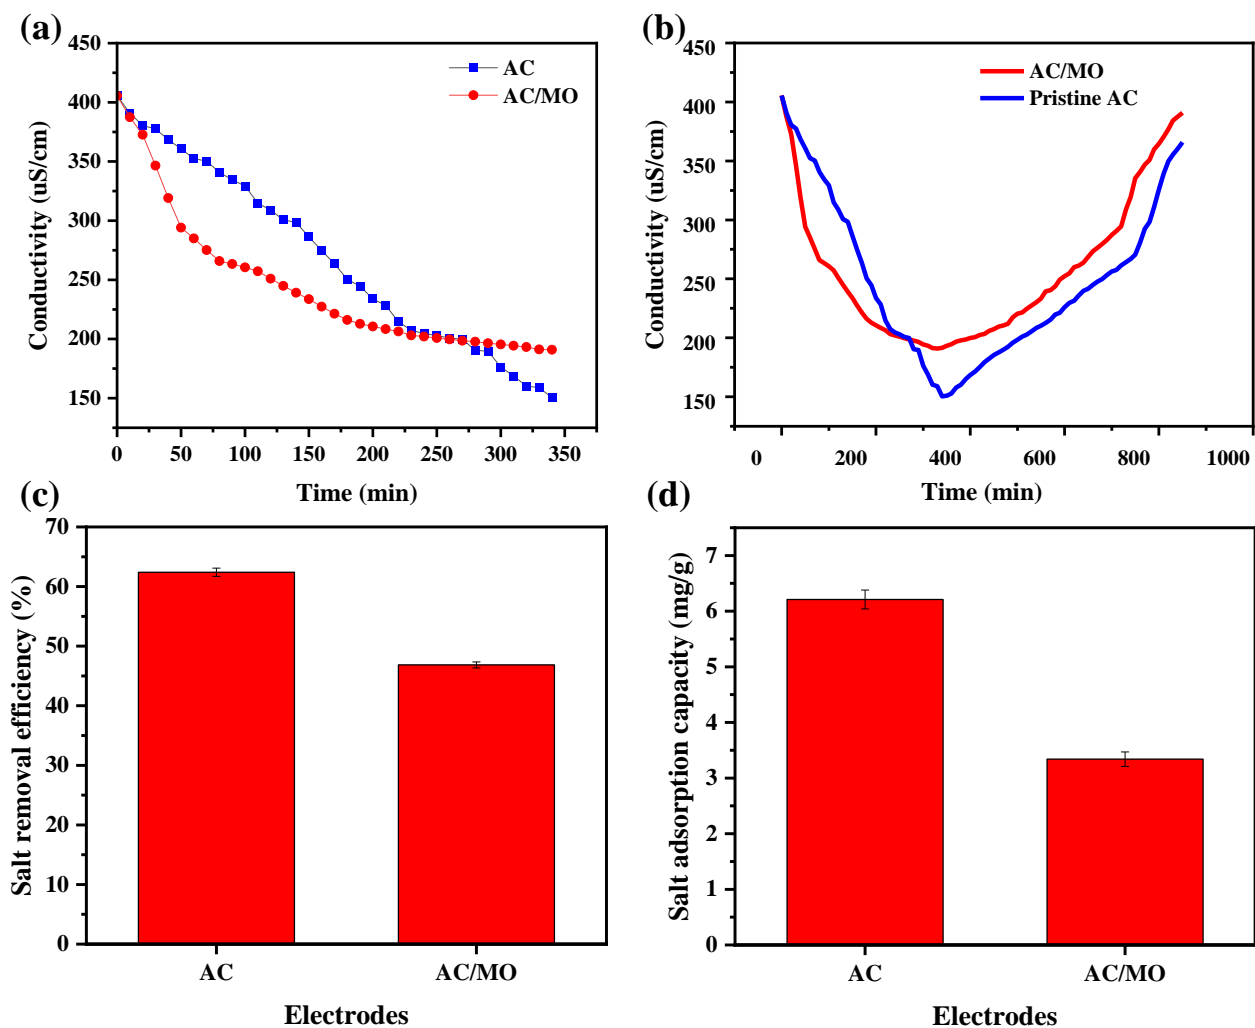 (a)
450
400
350
300
250
200
150
Conductivity (uS/cm)
AC
AC/MO
0 50 100 150 200 250 300 350
Time (min)
(b)
450
400
350
300
250
200
150
Conductivity (uS/cm)
AC/MO
Pristine AC
0 200 400 600 800 1000
Time (min)
(c)
70
60
50
40
30
20
10
0
Salt removal efficiency (%)
AC AC/MO
Electrodes
(d)
7
6
5
4
3
2
1
0
Salt adsorption capacity (mg/g)
AC AC/MO
Electrodes